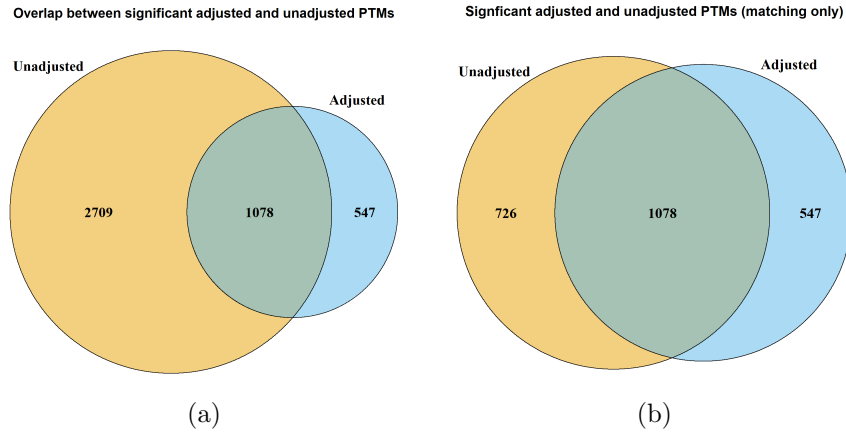 Overlap between significant adjusted and unadjusted PTMs
Unadjusted
Adjusted
2709
1078
547
(a)
Signficant adjusted and unadjusted PTMs (matching only)
Unadjusted
Adjusted
726
1078
547
(b)